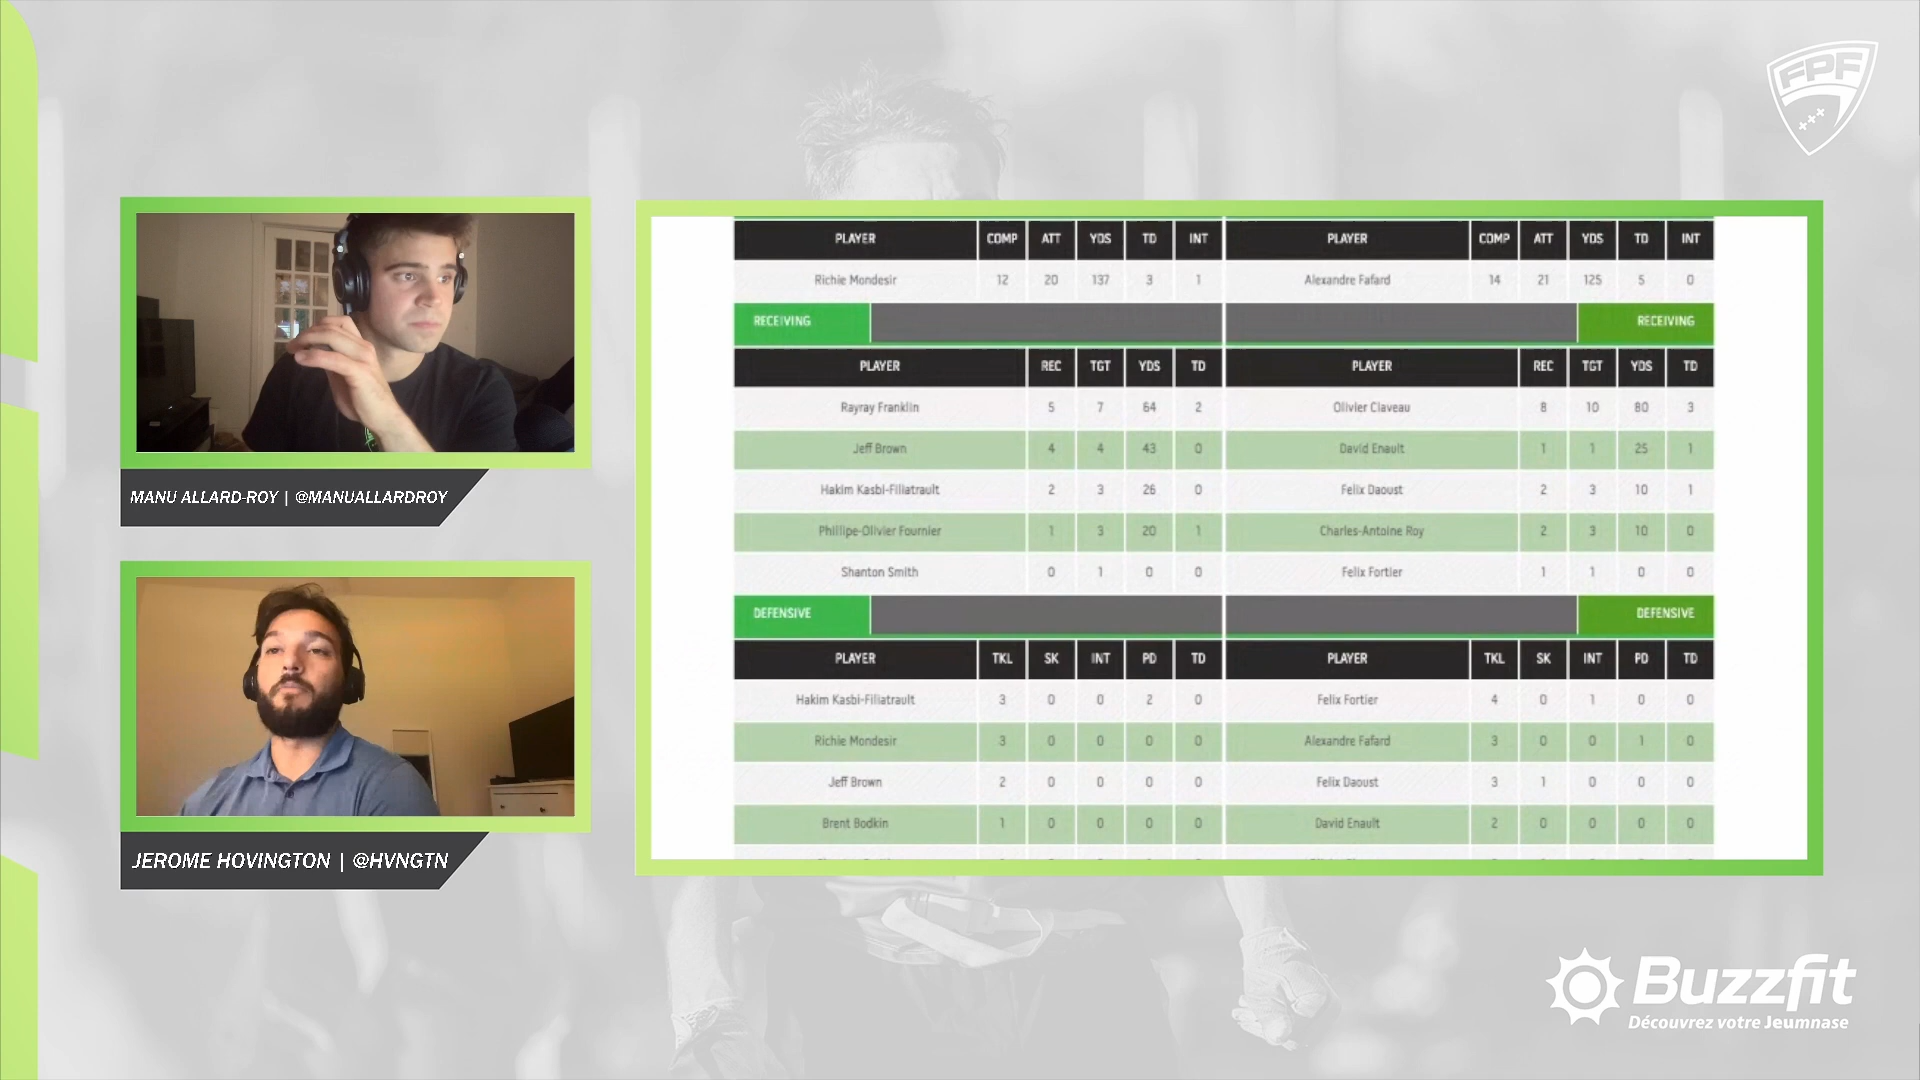 FPF
MANU ALLARD-ROY | @MANUALLARDROY
JEROME HOVINGTON | @HVNGTN
PLAYER COMP ATT YDS TD INT PLAYER COMP ATT YDS TD INT
Richie Mondesir 12 20 137 3 1 Alexandre Fafard 14 21 125 5 0
RECEIVING RECEIVING
PLAYER REC TGT YDS TD PLAYER REC TGT YDS TD
Rayray Franklin 5 7 64 2 Olivier Claveau 8 10 80 3
Jeff Brown 4 4 43 0 David Enault 1 1 25 1
Hakim Kasbi-Filiatrault 2 3 26 0 Felix Daoust 2 3 10 1
Phillipe-Olivier Fournier 1 3 20 1 Charles-Antoine Roy 2 3 10 0
Shanton Smith 0 1 0 0 Felix Fortier 1 1 0 0
DEFENSIVE DEFENSIVE
PLAYER TKL SK INT PD TD PLAYER TKL SK INT PD TD
Hakim Kasbi-Filiatrault 3 0 0 2 0 Felix Fortier 4 0 1 0 0
Richie Mondesir 3 0 0 0 0 Alexandre Fafard 3 0 0 1 0
Jeff Brown 2 0 0 0 0 Felix Daoust 3 1 0 0 0
Brent Bodkin 1 0 0 0 0 David Enault 2 0 0 0 0
Buzzfit
Découvrez votre Jeumnase